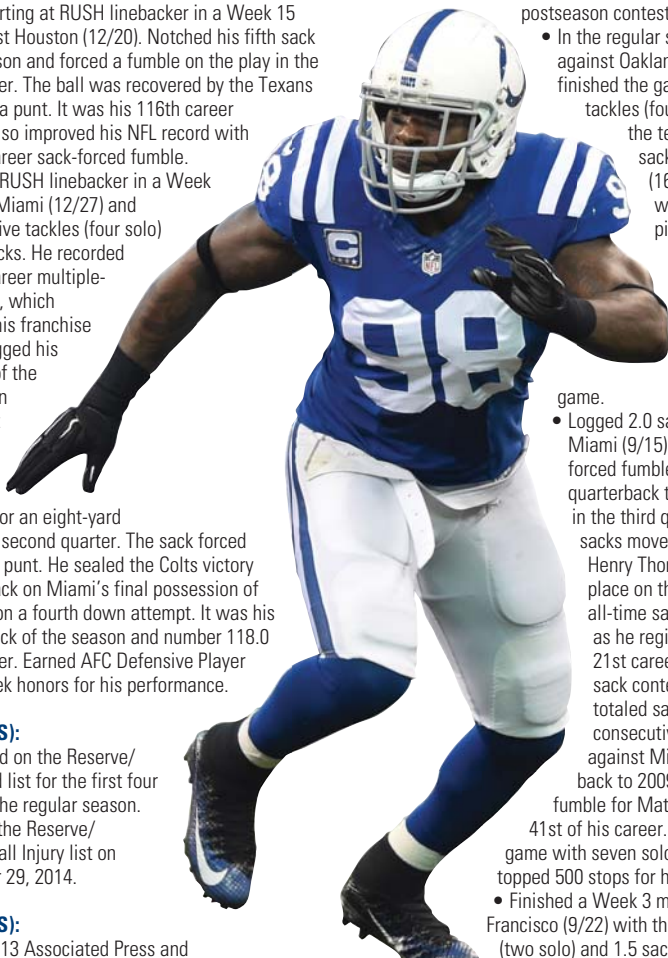 rting at RUSH linebacker in a Week 15
st Houston (12/20). Notched his fifth sack
son and forced a fumble on the play in the
er. The ball was recovered by the Texans
a punt. It was his 116th career
so improved his NFL record with
areer sack-forced fumble.
RUSH linebacker in a Week
Miami (12/27) and
ive tackles (four solo)
cks. He recorded
areer multiple-
, which
his franchise
gged his
of the
n
or an eight-yard
second quarter. The sack forced
punt. He sealed the Colts victory
ack on Miami’s final possession of
on a fourth down attempt. It was his
ck of the season and number 118.0
er. Earned AFC Defensive Player
ek honors for his performance.
S):
d on the Reserve/
l list for the first four
he regular season.
the Reserve/
all Injury list on
r 29, 2014.
S):
13 Associated Press and
COLTS
98
C
NFL
98
98
postseason contest
• In the regular s
against Oaklan
finished the ga
tackles (fou
the te
sack
(16
w
pi
game.
• Logged 2.0 sa
Miami (9/15)
forced fumble
quarterback t
in the third q
sacks move
Henry Thor
place on th
all-time sa
as he regi
21st caree
sack conte
totaled sa
consecutiv
against Mi
back to 2009
fumble for Mat
41st of his career.
game with seven solo
topped 500 stops for h
• Finished a Week 3 m
Francisco (9/22) with th
(two solo) and 1.5 sac